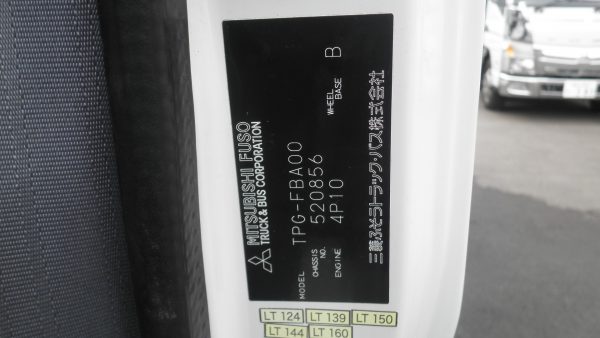 MITSUBISHI FUSO
TRUCK & BUS CORPORATION
MODEL TPG-FBA00
CHASSIS NO. 520856
ENGINE 4P10 WHEEL BASE B
三菱ふそうトラック・バス株式会社
LT 124 LT 139 LT 150
LT 144 LT 160